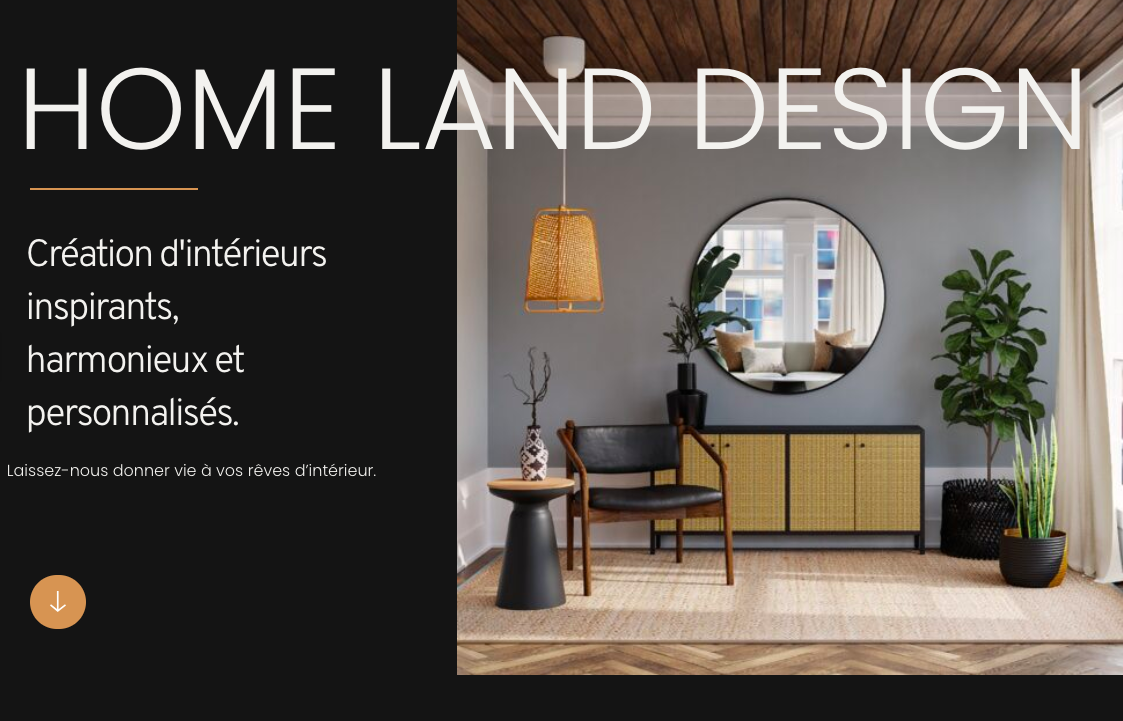 HOME LAND DESIGN
Création d'intérieurs
inspirants,
harmonieux et
personnalisés.
Laissez-nous donner vie à vos rêves d’intérieur.